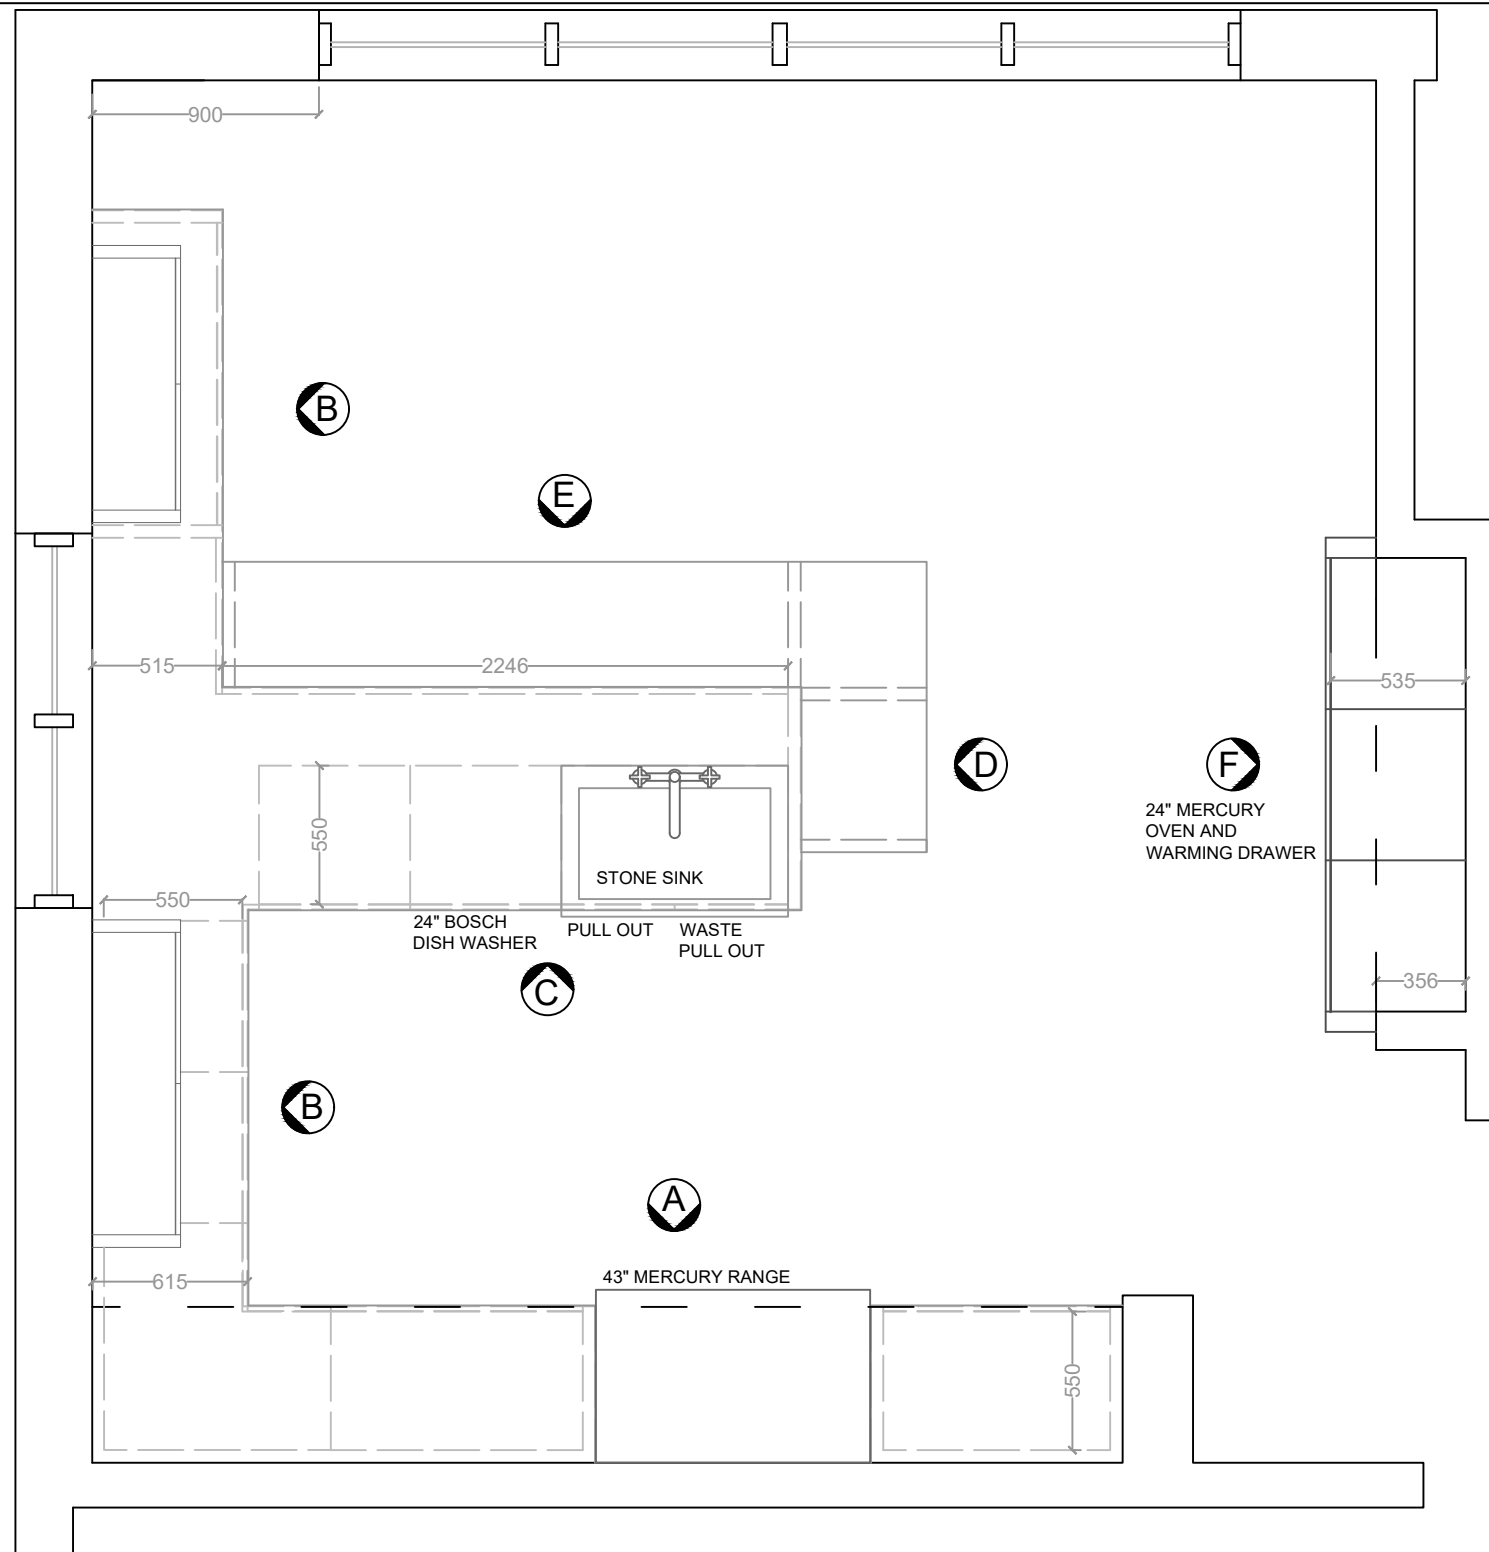 900
B
E
515
2246
535
D
F
24" MERCURY
OVEN AND
WARMING DRAWER
550
STONE SINK
550
24" BOSCH
DISH WASHER
PULL OUT
WASTE
PULL OUT
356
C
B
A
615
43" MERCURY RANGE
550